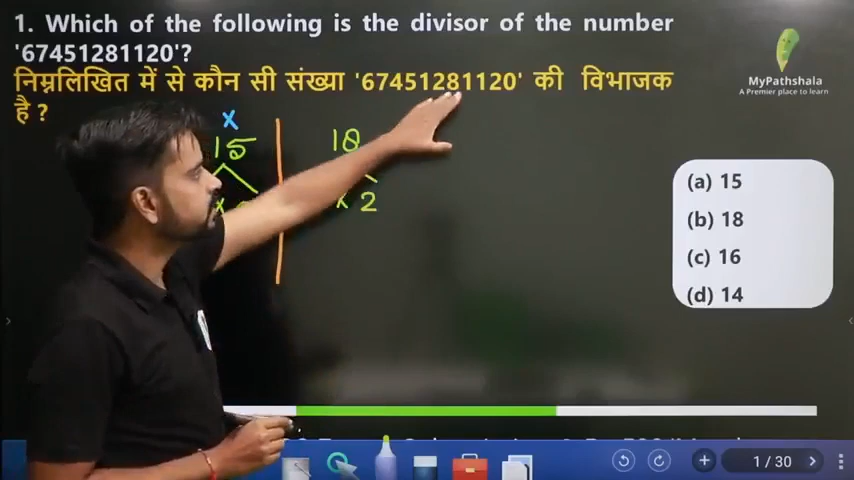 1. Which of the following is the divisor of the number
'67451281120'?
निम्नलिखित में से कौन सी संख्या '67451281120' की विभाजक
है ?
MyPathshala
A Premier place to learn
x
15
18
x 2
(a) 15
(b) 18
(c) 16
(d) 14
1 / 30